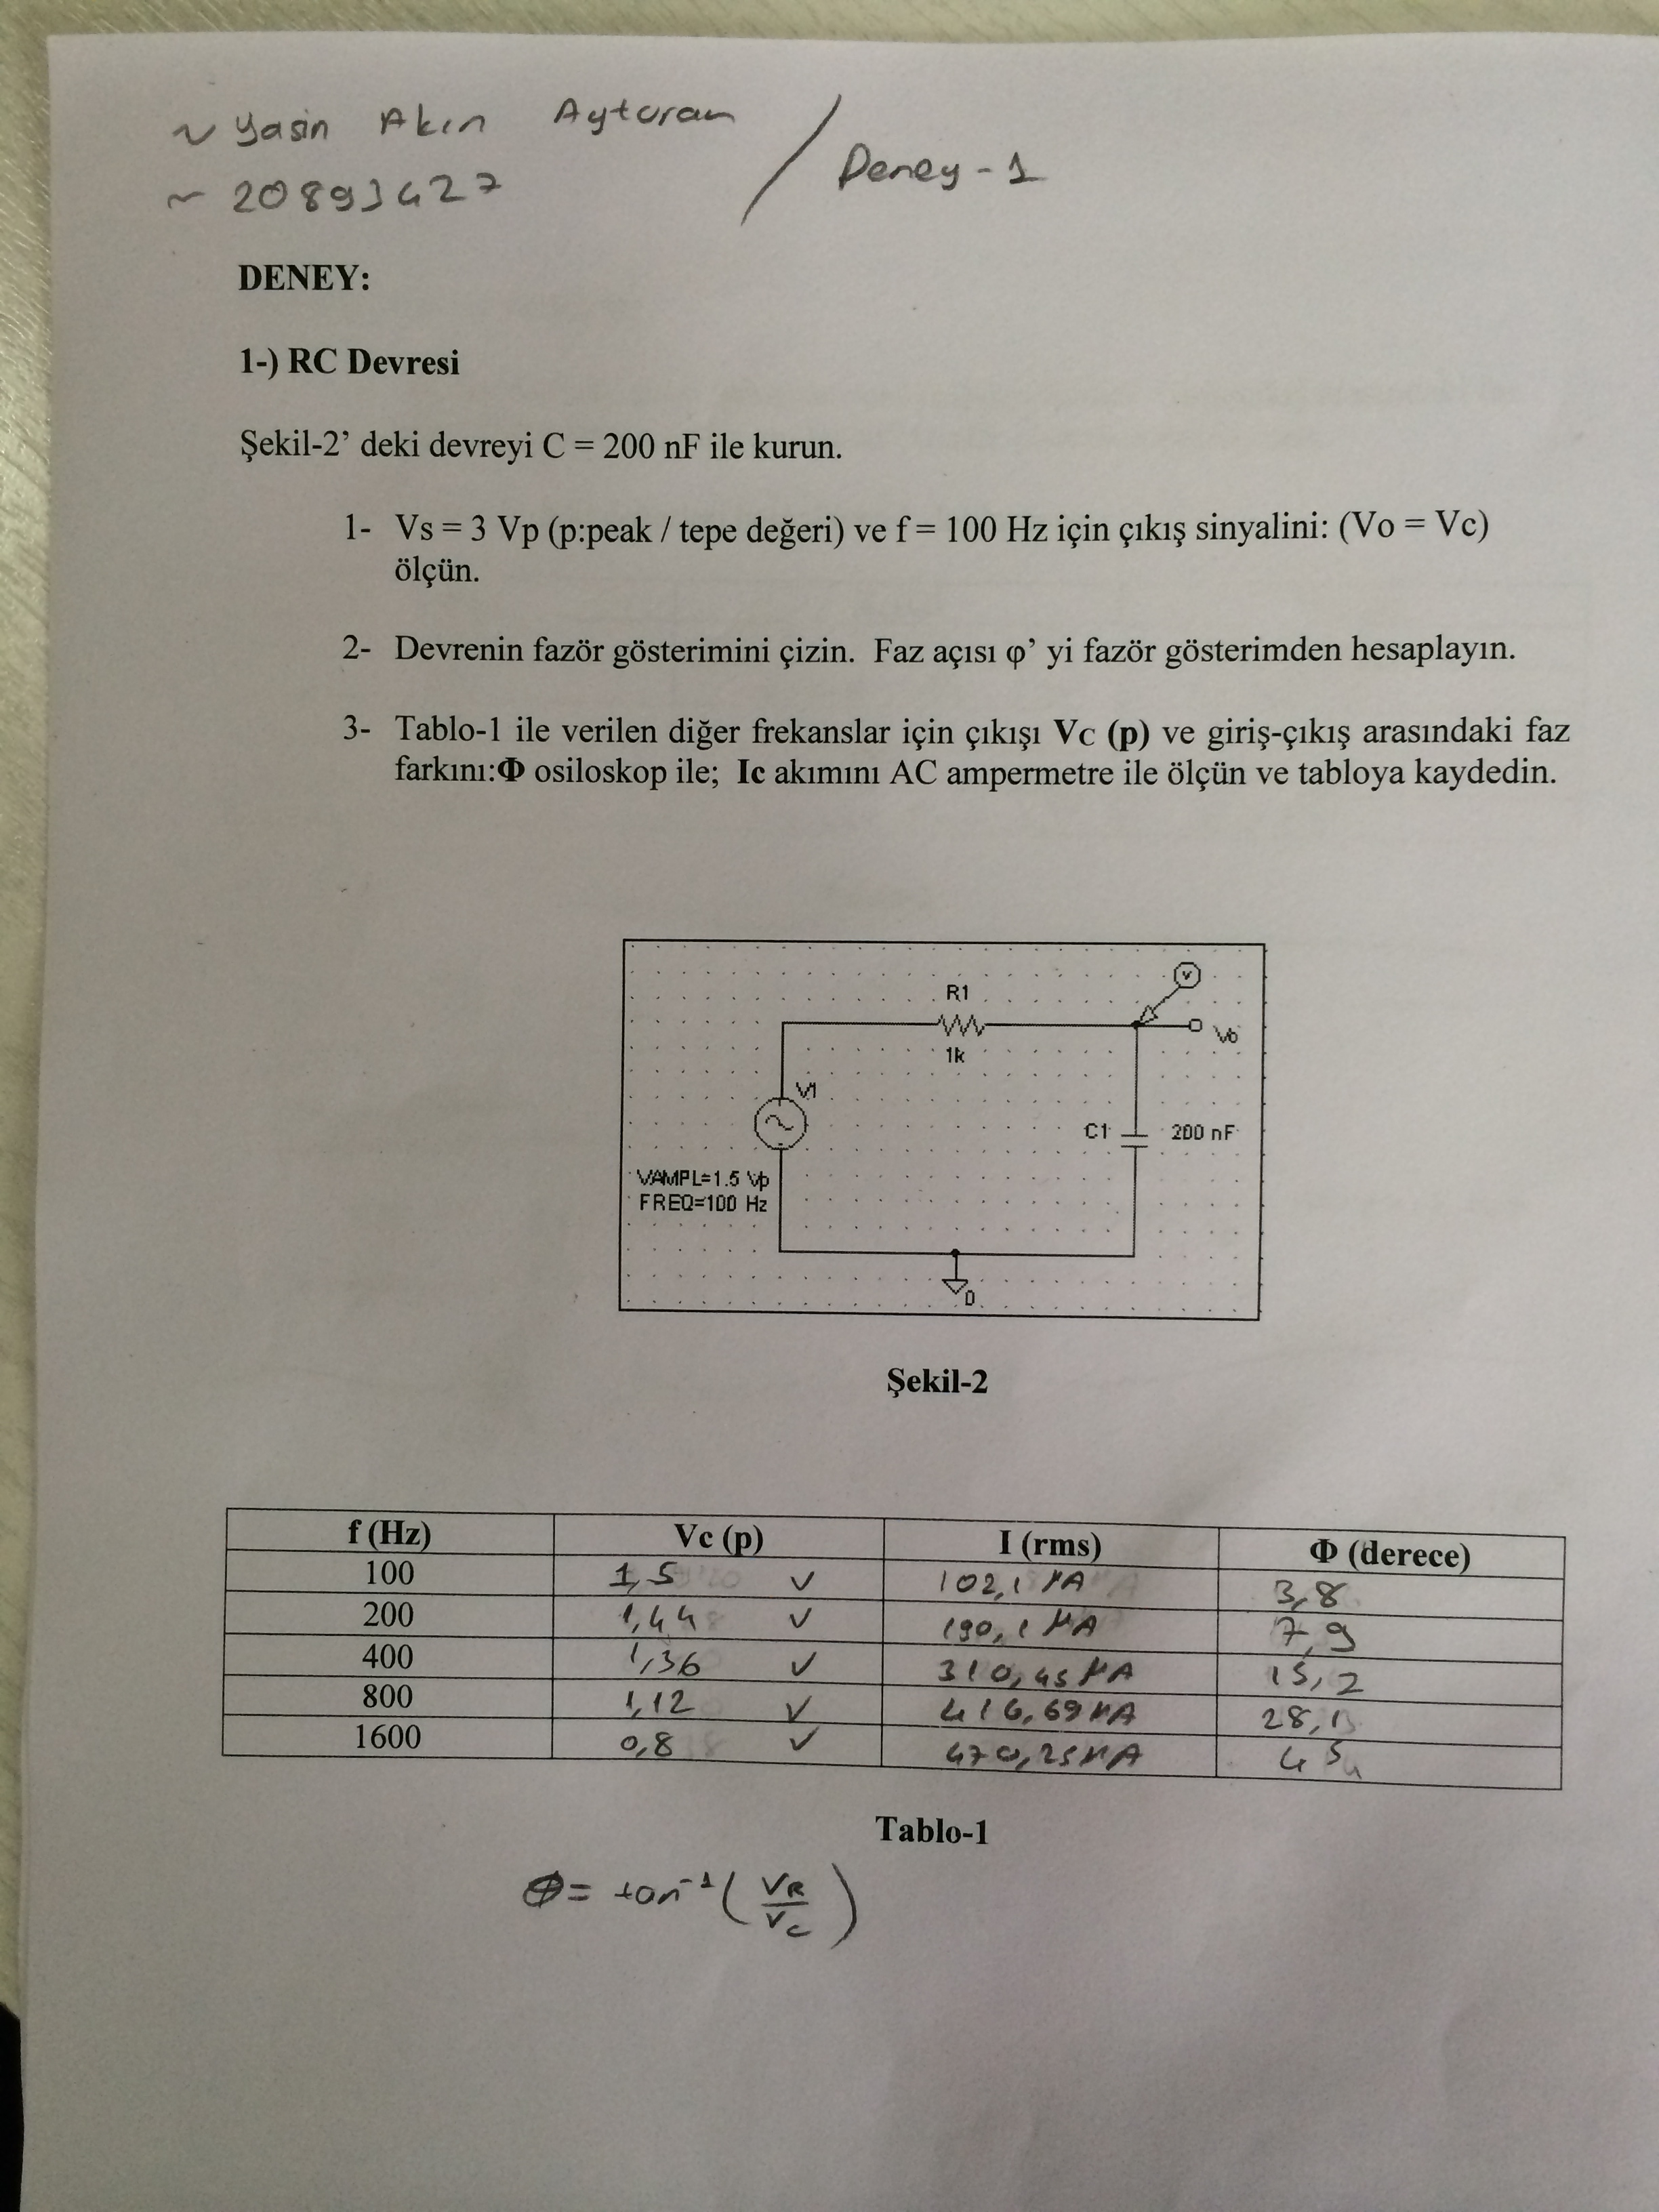 ~ Yasin Akın Ayturan
~ 20893427
/ Deney-1
DENEY:
1-) RC Devresi
Şekil-2’ deki devreyi C = 200 nF ile kurun.
1- Vs = 3 Vp (p:peak / tepe değeri) ve f = 100 Hz için çıkış sinyalini: (Vo = Vc)
ölçün.
2- Devrenin fazör gösterimini çizin. Faz açısı φ’ yi fazör gösterimden hesaplayın.
3- Tablo-1 ile verilen diğer frekanslar için çıkışı Vc (p) ve giriş-çıkış arasındaki faz
farkını:Φ osiloskop ile; Ic akımını AC ampermetre ile ölçün ve tabloya kaydedin.
V
R1
Vo
1k
V1
C1 200 nF
VAMPL=1.5 Vp
FREQ=100 Hz
0
Şekil-2
f (Hz) Vc (p) I (rms) Φ (derece)
100 1,5 ✓ 102,1 µA 3,8
200 1,44 ✓ 190,1 µA 7,9
400 1,36 ✓ 310,45 µA 15,2
800 1,12 ✓ 416,69 µA 28,1
1600 0,8 ✓ 470,25 µA 45
Tablo-1
Φ = tan⁻¹ (VR/VC)